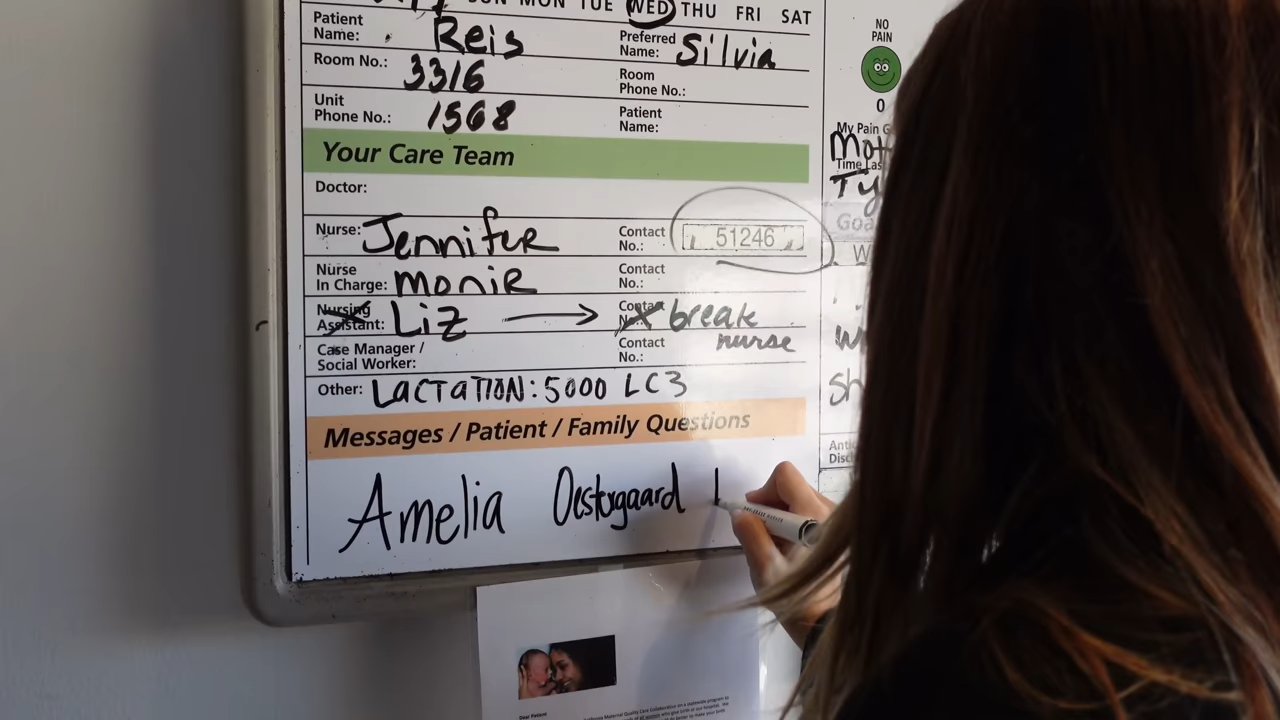 SUN MON TUE WED THU FRI SAT
Patient Name: Reis Preferred Name: Silvia
Room No.: 3316 Room Phone No.:
Unit Phone No.: 1568 Patient Name:
Your Care Team
Doctor:
Nurse: Jennifer Contact No.: 51246
Nurse In Charge: monir Contact No.:
Nursing Assistant: Liz → break nurse
Case Manager / Social Worker: Contact No.:
Other: LACTATION: 5000 LC3
Messages / Patient / Family Questions
Amelia Oestergaard
NO PAIN
0
My Pain
Dear Patient